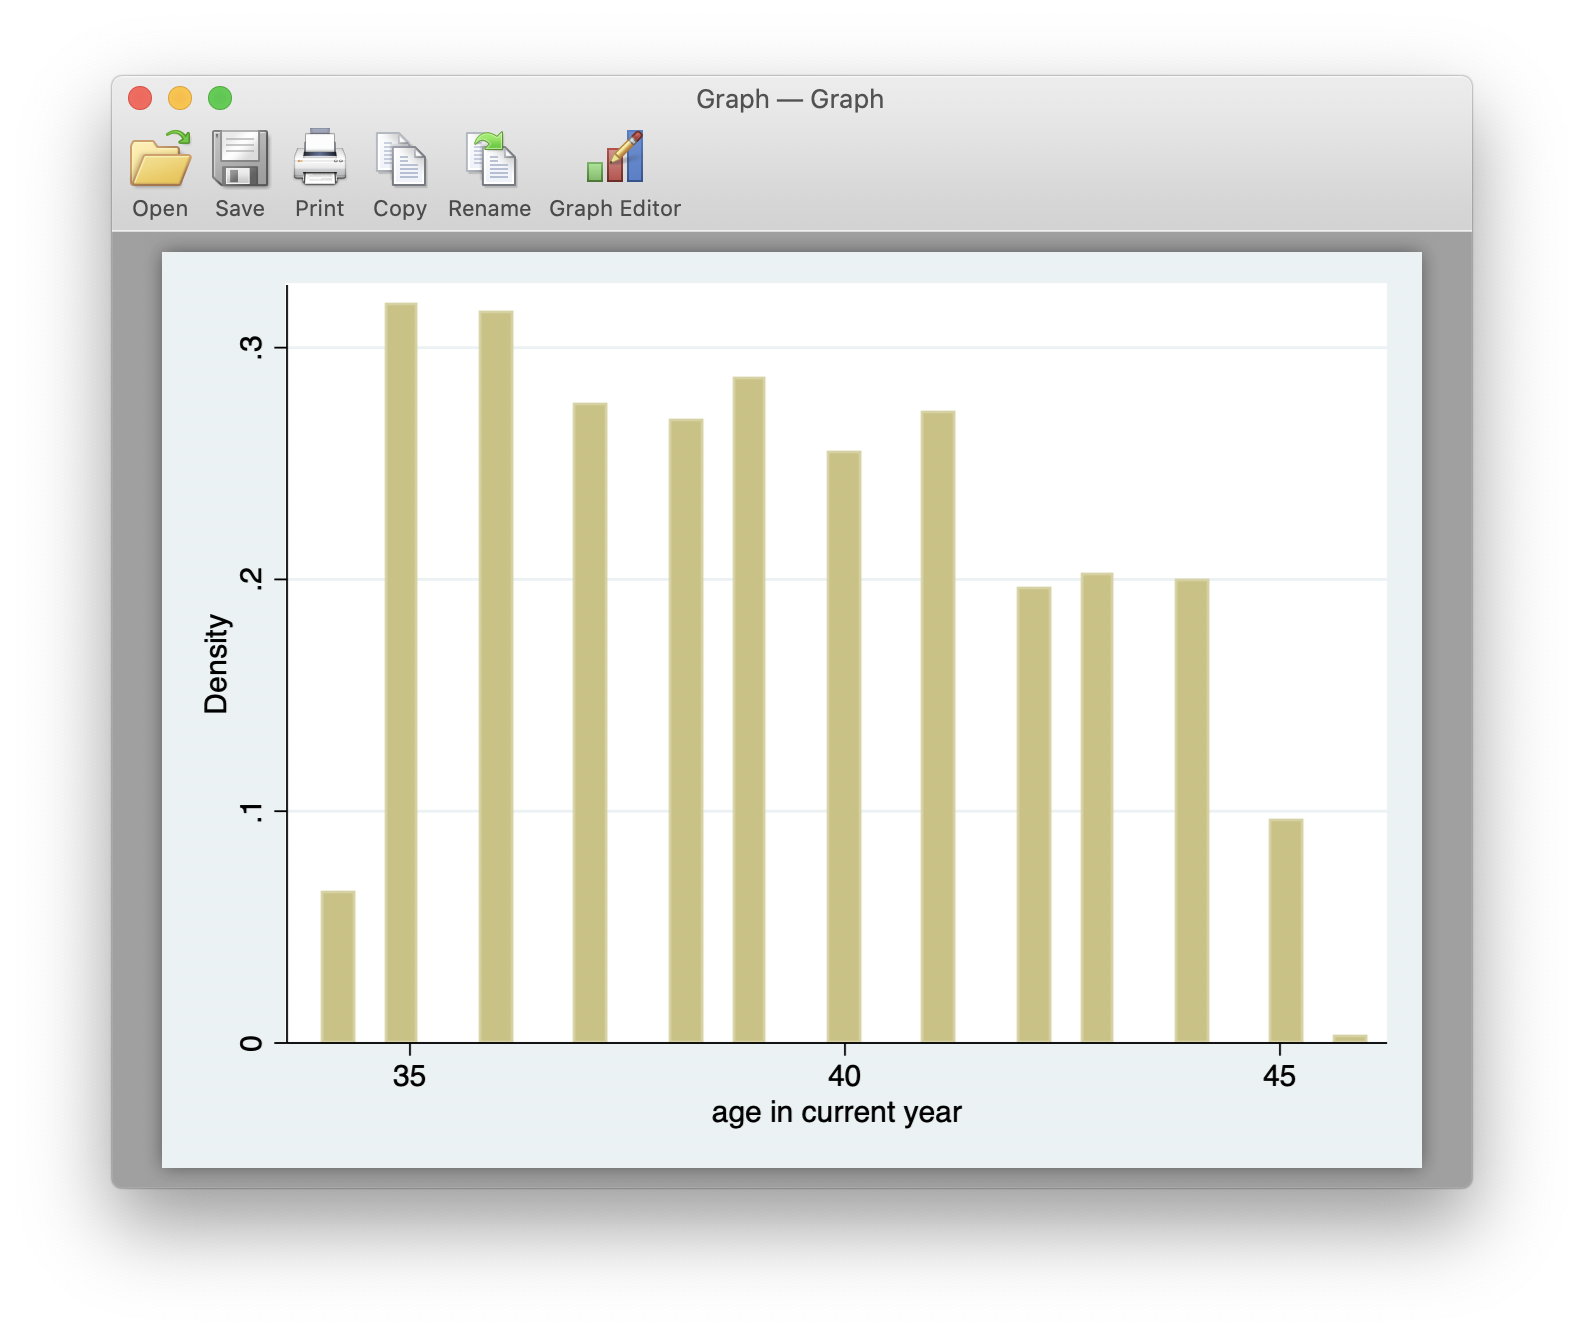 Graph — Graph
Open Save Print Copy Rename Graph Editor
.3
.2
.1
0
Density
35 40 45
age in current year